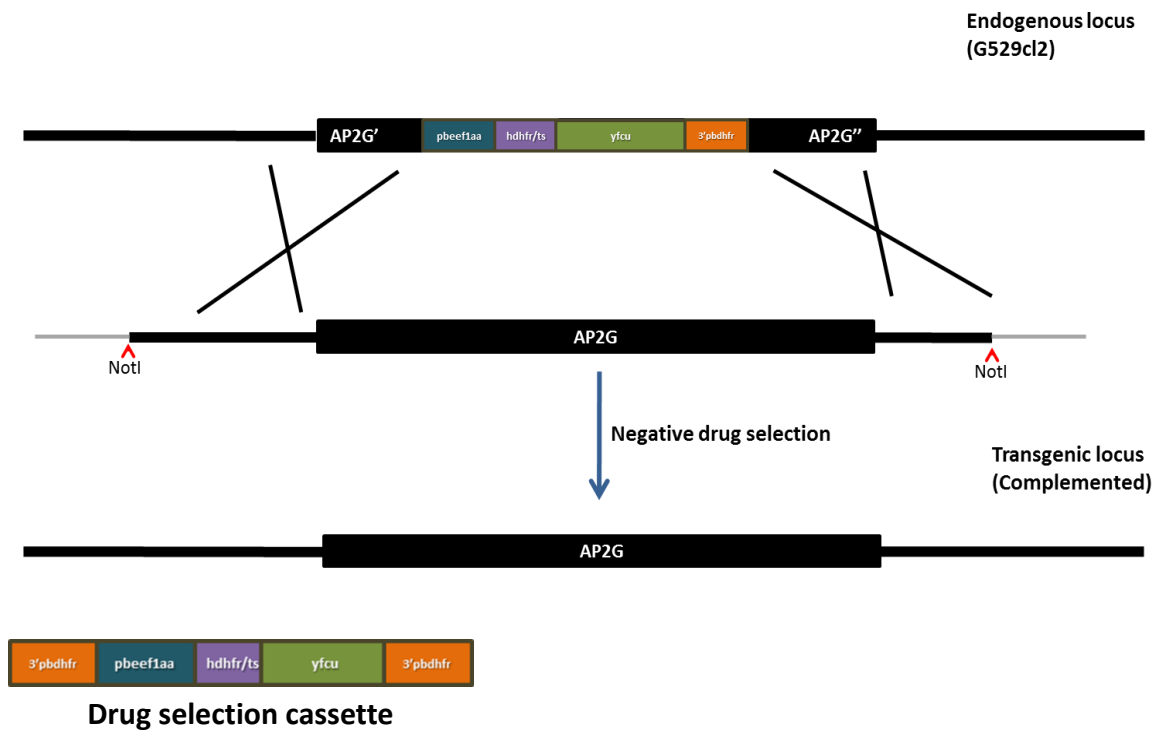 Endogenous locus
(G529cl2)
AP2G’ pbeef1aa hdhfr/ts yfcu 3’pbdhfr AP2G’’
AP2G
NotI NotI
Negative drug selection
Transgenic locus
(Complemented)
AP2G
3’pbdhfr pbeef1aa hdhfr/ts yfcu 3’pbdhfr
Drug selection cassette